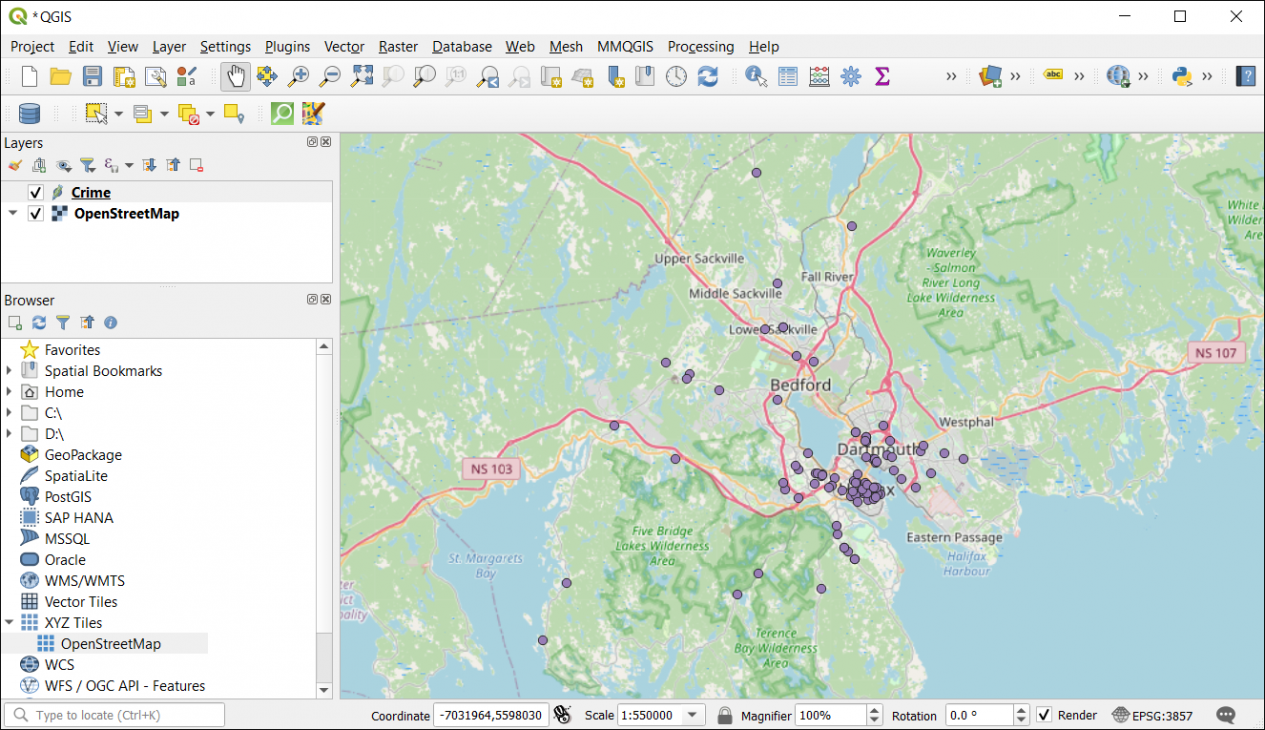 *QGIS
Project Edit View Layer Settings Plugins Vector Raster Database Web Mesh MMQGIS Processing Help
Layers
Crime
OpenStreetMap
Browser
Favorites
Spatial Bookmarks
Home
C:\
D:\
GeoPackage
SpatiaLite
PostGIS
SAP HANA
MSSQL
Oracle
WMS/WMTS
Vector Tiles
XYZ Tiles
OpenStreetMap
WCS
WFS / OGC API - Features
Upper Sackville
Middle Sackville
Fall River
Waverley
- Salmon
River Long
Lake Wilderness
Area
White
Wilder
Are
NS 107
Bedford
Westphal
Dartmouth
NS 103
Five Bridge
Lakes Wilderness
Area
St. Margarets
Bay
Eastern Passage
Halifax
Harbour
Terence
Bay Wilderness
Area
Type to locate (Ctrl+K)
Coordinate -7031964,5598030 Scale 1:550000 Magnifier 100% Rotation 0.0 ° Render EPSG:3857